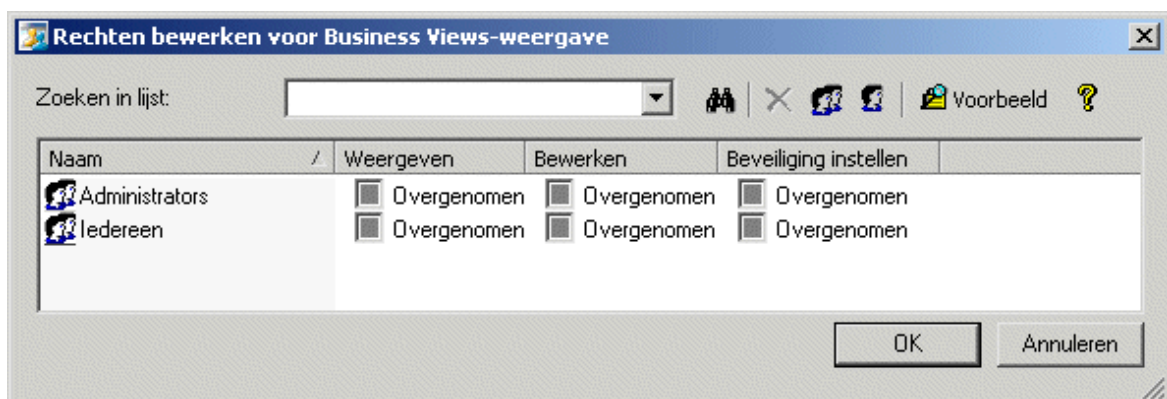 Rechten bewerken voor Business Views-weergave
Zoeken in lijst: Voorbeeld ?
Naam Weergeven Bewerken Beveiliging instellen
Administrators Overgenomen Overgenomen Overgenomen
Iedereen Overgenomen Overgenomen Overgenomen
OK Annuleren